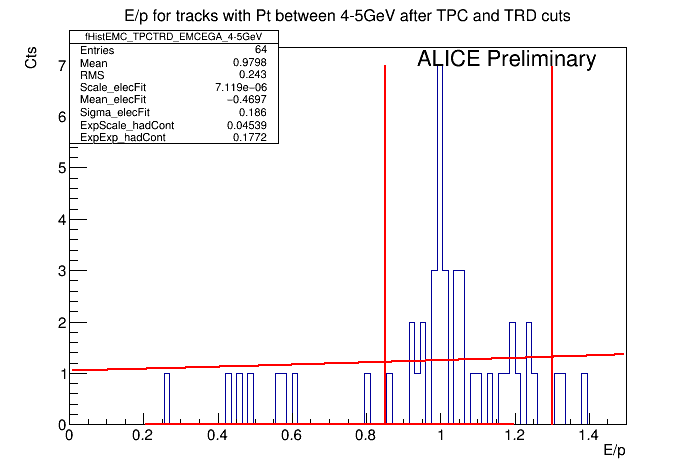 E/p for tracks with Pt between 4-5GeV after TPC and TRD cuts
fHistEMC_TPCTRD_EMCEGA_4-5GeV
Entries 64
Mean 0.9798
RMS 0.243
Scale_elecFit 7.119e-06
Mean_elecFit −0.4697
Sigma_elecFit 0.186
ExpScale_hadCont 0.04539
ExpExp_hadCont 0.1772
ALICE Preliminary
Cts
7
6
5
4
3
2
1
0
0 0.2 0.4 0.6 0.8 1 1.2 1.4
E/p